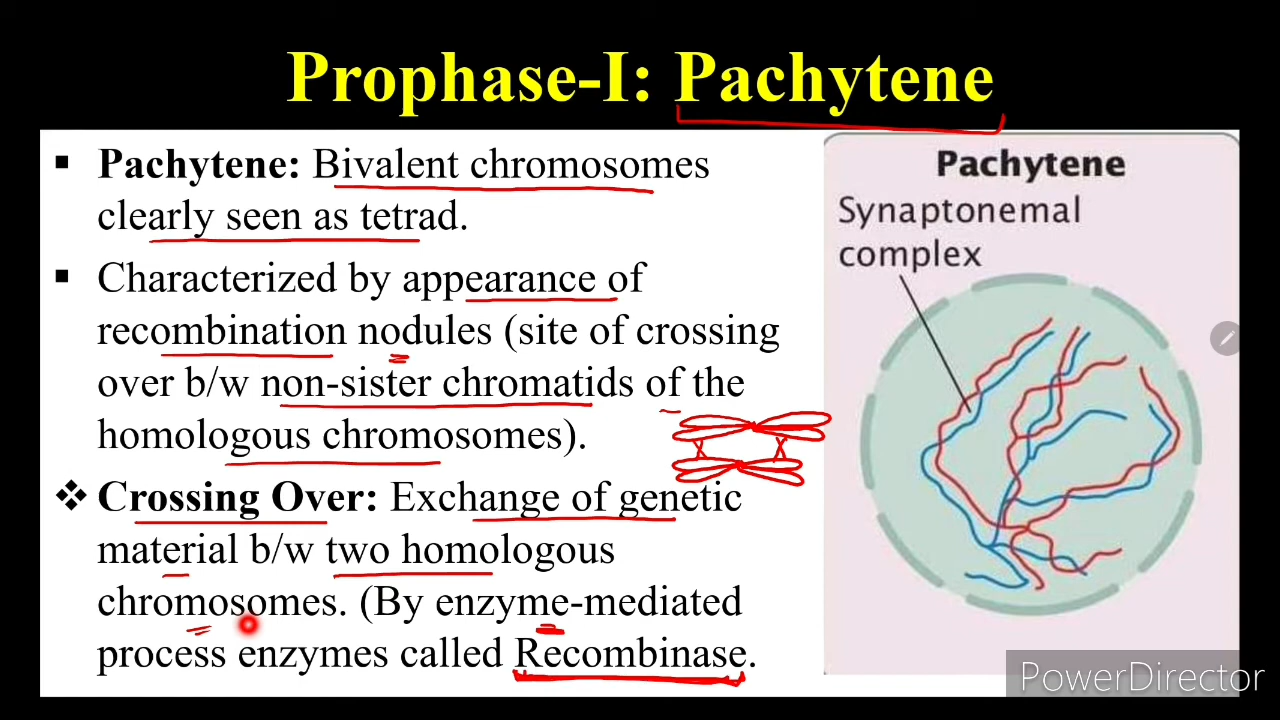 Prophase-I: Pachytene
▪ Pachytene: Bivalent chromosomes
clearly seen as tetrad.
▪ Characterized by appearance of
recombination nodules (site of crossing
over b/w non-sister chromatids of the
homologous chromosomes).
❖ Crossing Over: Exchange of genetic
material b/w two homologous
chromosomes. (By enzyme-mediated
process enzymes called Recombinase.
Pachytene
Synaptonemal
complex
PowerDirector